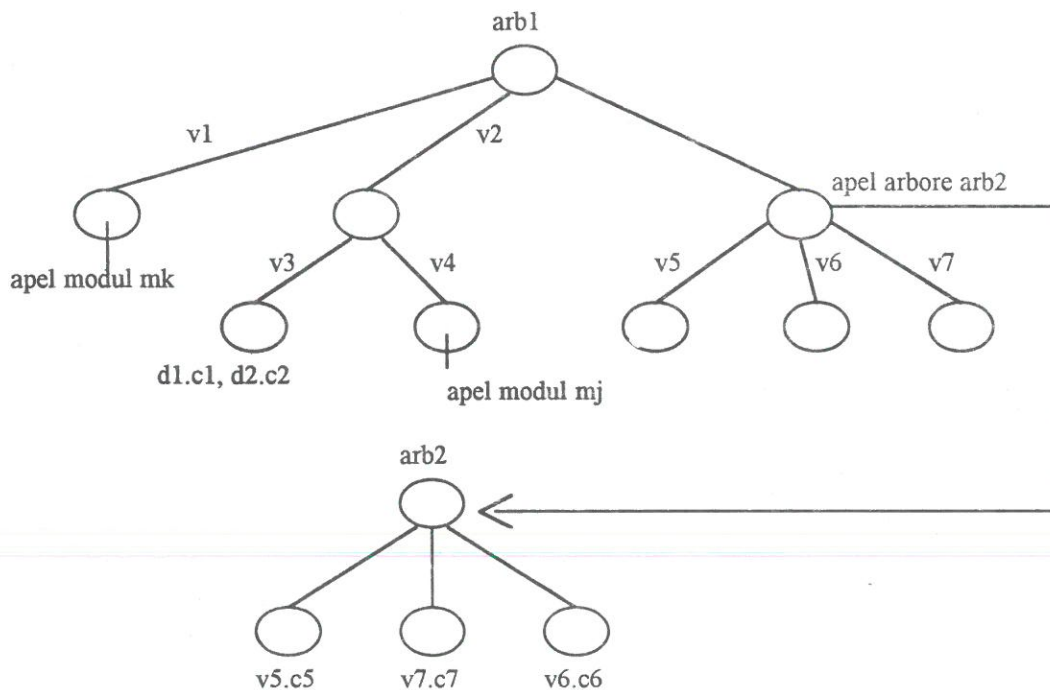 arb1
v1
v2
apel arbore arb2
apel modul mk
v3
v4
v5
v6
v7
d1.c1, d2.c2
apel modul mj
arb2
v5.c5
v7.c7
v6.c6